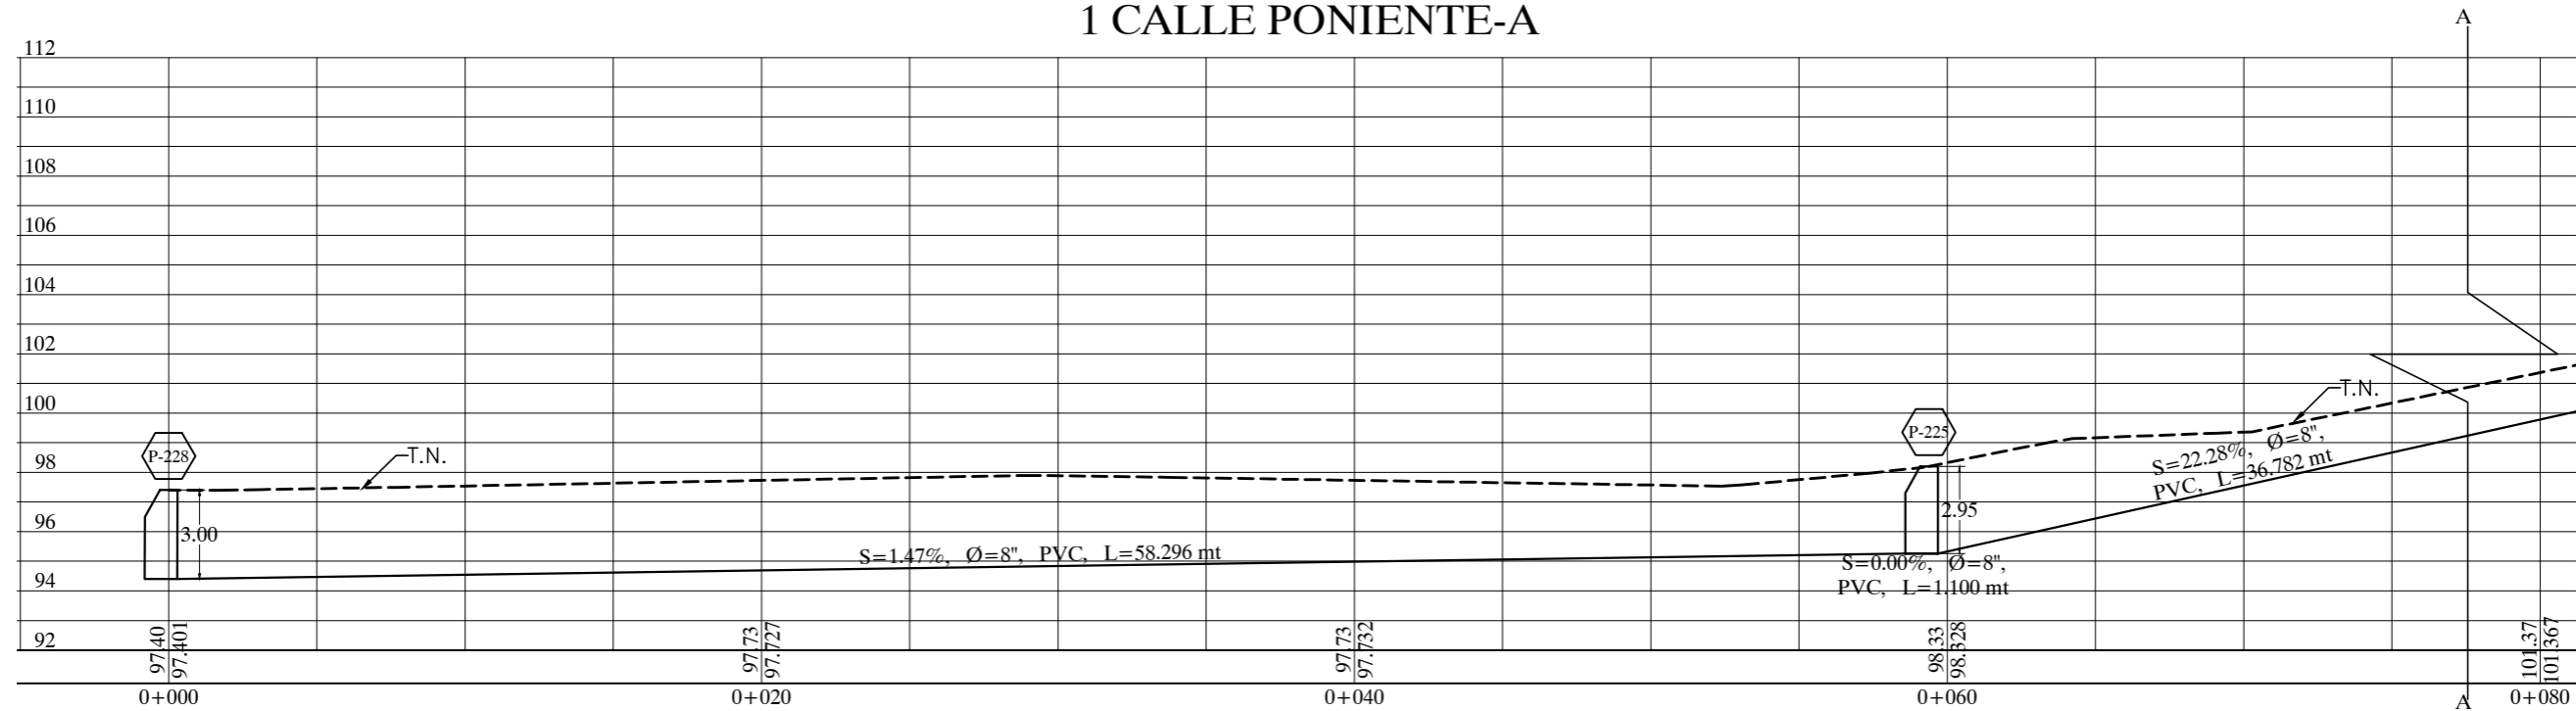 1 CALLE PONIENTE-A
A
112
110
108
106
104
102
100
98
96
94
92
P-228
T.N.
3.00
S=1.47%, Ø=8", PVC, L=58.296 mt
P-225
2.95
S=0.00%, Ø=8",
PVC, L=1.100 mt
T.N.
S=22.28%, Ø=8",
PVC, L=36.782 mt
97.40
97.401
97.73
97.727
97.73
97.732
98.33
98.328
101.37
101.367
0+000
0+020
0+040
0+060
A
0+080